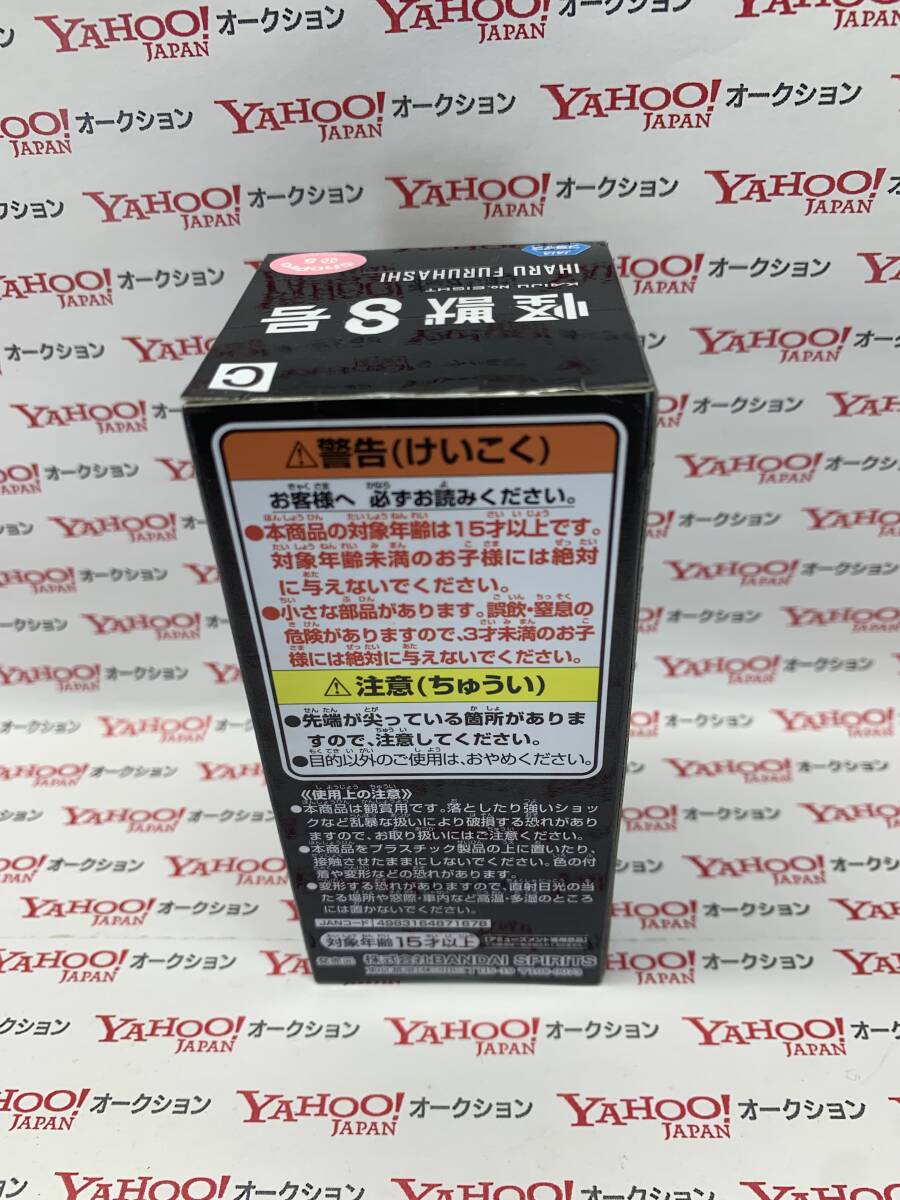 怪獣8号
KAIJU No.EIGHT
IHARU FURUHASHI
C
⚠警告(けいこく)
お客様へ 必ずお読みください。
●本商品の対象年齢は15才以上です。
対象年齢未満のお子様には絶対
に与えないでください。
●小さな部品があります。誤飲・窒息の
危険がありますので、3才未満のお子
様には絶対に与えないでください。
⚠注意(ちゅうい)
●先端が尖っている箇所がありま
すので、注意してください。
●目的以外のご使用は、おやめください。
《使用上の注意》
●本商品は観賞用です。落としたり強いショッ
クなど乱暴な扱いにより破損する恐れがあり
ますので、お取り扱いにはご注意ください。
●本商品をプラスチック製品の上に置いたり、
接触させたままにしないでください。色の付
着や変形などの恐れがあります。
●変形する恐れがありますので、直射日光の当
たる場所や窓際・車内など高温・多湿のところ
には置かないでください。
JANコード 4983164871678
対象年齢15才以上
発売元 株式会社BANDAI SPIRITS
YAHOO! JAPAN オークション